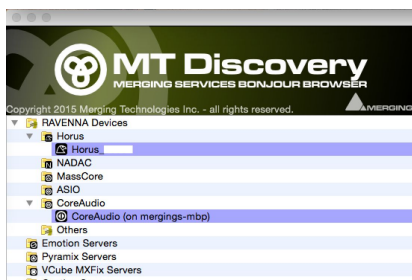 MT Discovery
MERGING SERVICES BONJOUR BROWSER
Copyright 2015 Merging Technologies Inc. - all rights reserved.
MERGING
RAVENNA Devices
Horus
Horus_
NADAC
MassCore
ASIO
CoreAudio
CoreAudio (on mergings-mbp)
Others
Emotion Servers
Pyramix Servers
VCube MXFix Servers